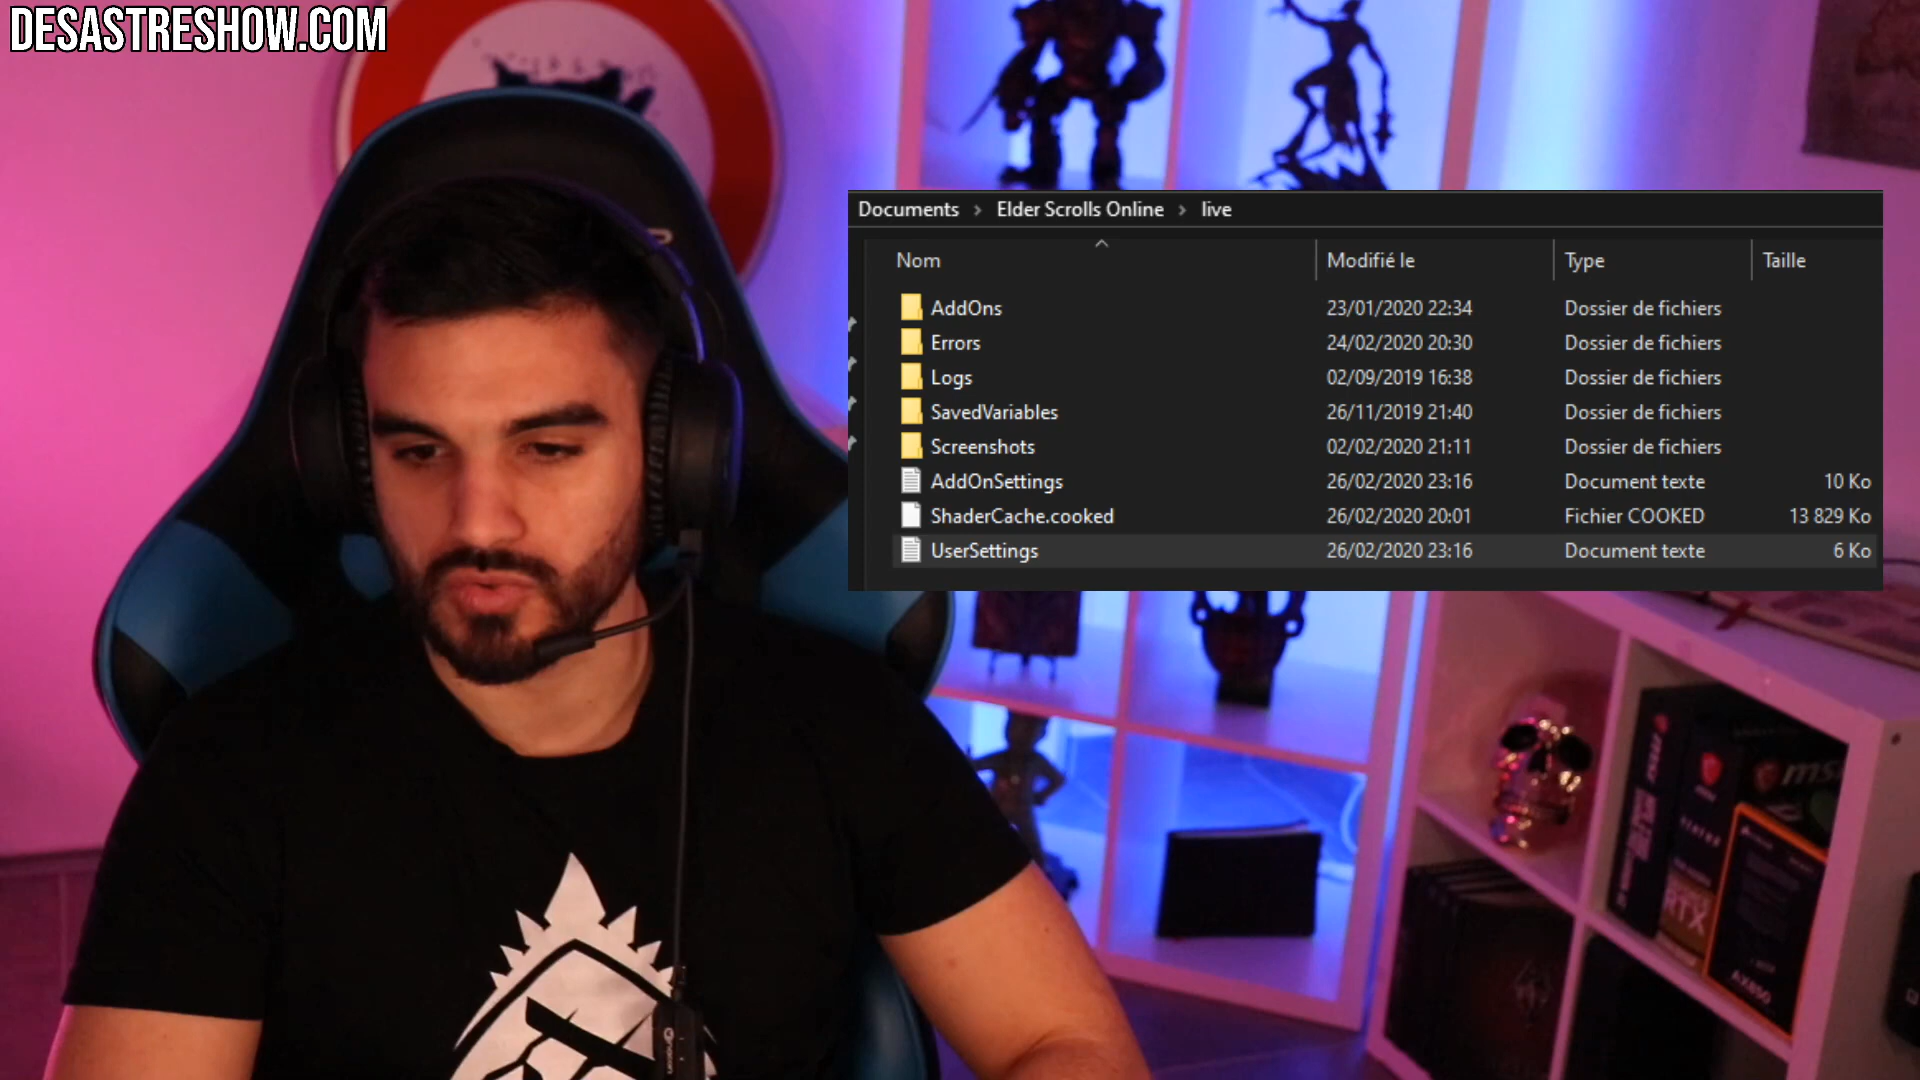 DESASTRESHOW.COM
Documents > Elder Scrolls Online > live
Nom Modifié le Type Taille
AddOns 23/01/2020 22:34 Dossier de fichiers
Errors 24/02/2020 20:30 Dossier de fichiers
Logs 02/09/2019 16:38 Dossier de fichiers
SavedVariables 26/11/2019 21:40 Dossier de fichiers
Screenshots 02/02/2020 21:11 Dossier de fichiers
AddOnSettings 26/02/2020 23:16 Document texte 10 Ko
ShaderCache.cooked 26/02/2020 20:01 Fichier COOKED 13 829 Ko
UserSettings 26/02/2020 23:16 Document texte 6 Ko
msi
RTX
AX850